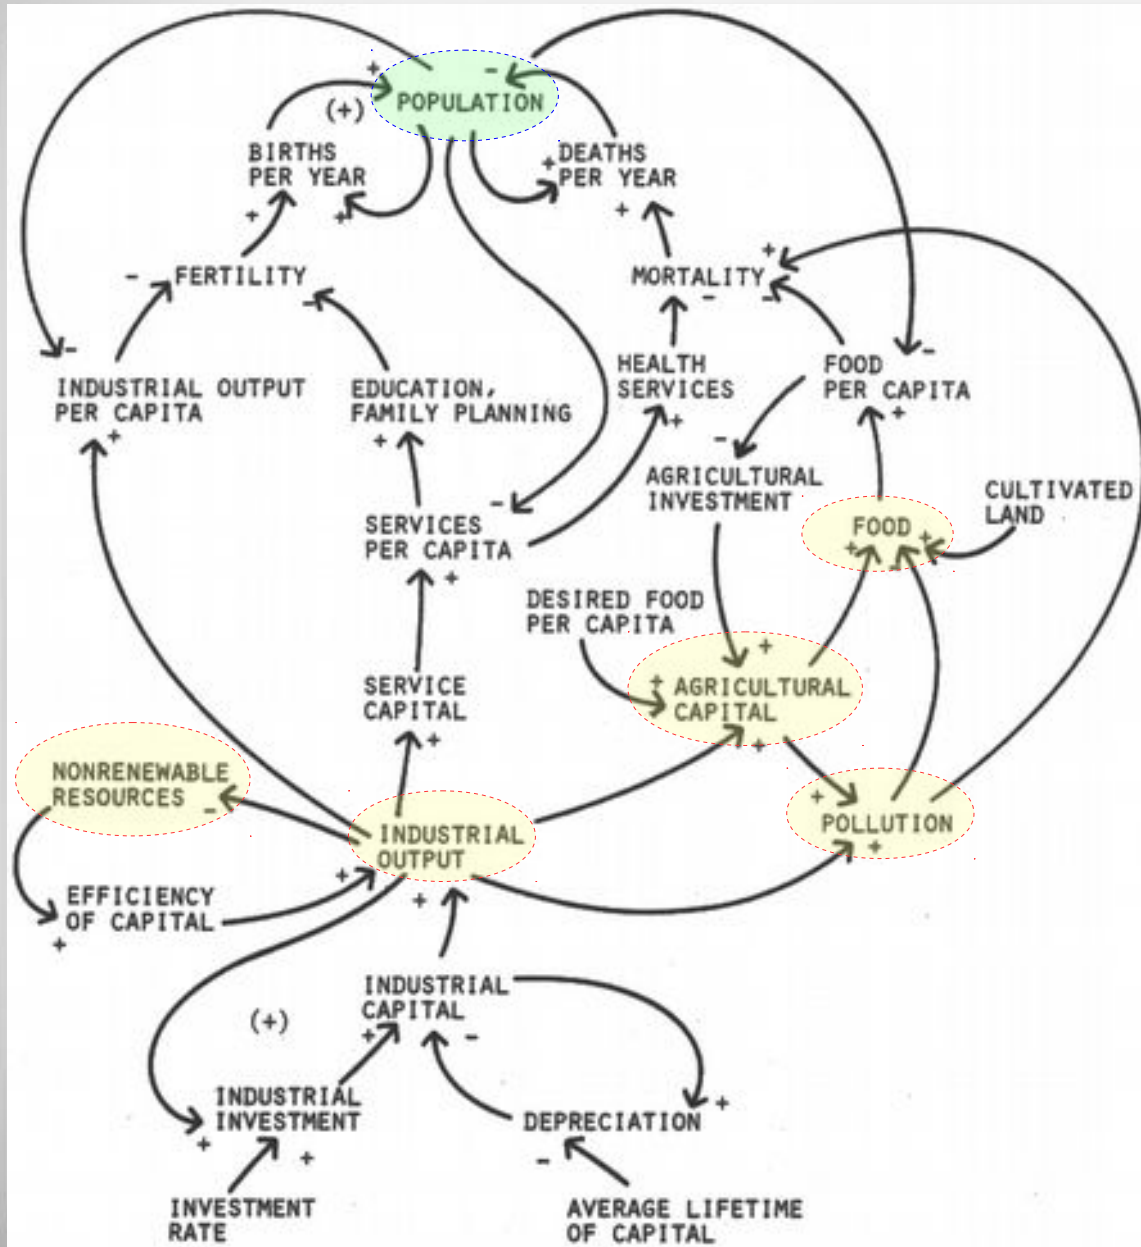 +
-
POPULATION
(+)
BIRTHS
PER YEAR
+
DEATHS
PER YEAR
+
+
+
-
FERTILITY
-
+
MORTALITY
-
-
-
INDUSTRIAL OUTPUT
PER CAPITA
+
EDUCATION,
FAMILY PLANNING
+
HEALTH
SERVICES
+
-
FOOD
PER CAPITA
+
-
AGRICULTURAL
INVESTMENT
-
SERVICES
PER CAPITA
+
FOOD
+
+
-
CULTIVATED
LAND
DESIRED FOOD
PER CAPITA
+
+
AGRICULTURAL
CAPITAL
+
SERVICE
CAPITAL
+
NONRENEWABLE
RESOURCES
-
INDUSTRIAL
OUTPUT
+
POLLUTION
+
+
+
EFFICIENCY
OF CAPITAL
+
INDUSTRIAL
CAPITAL
(+)
+
-
INDUSTRIAL
INVESTMENT
+
+
DEPRECIATION
+
-
INVESTMENT
RATE
AVERAGE LIFETIME
OF CAPITAL